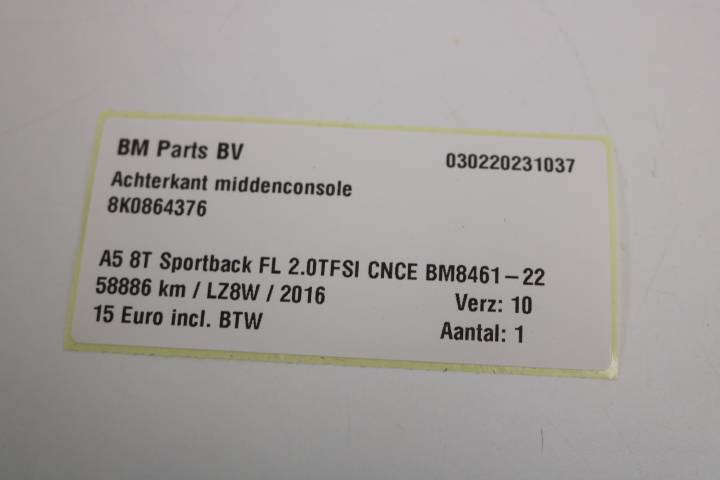 BM Parts BV 030220231037
Achterkant middenconsole
8K0864376
A5 8T Sportback FL 2.0TFSI CNCE BM8461-22
58886 km / LZ8W / 2016 Verz: 10
15 Euro incl. BTW Aantal: 1